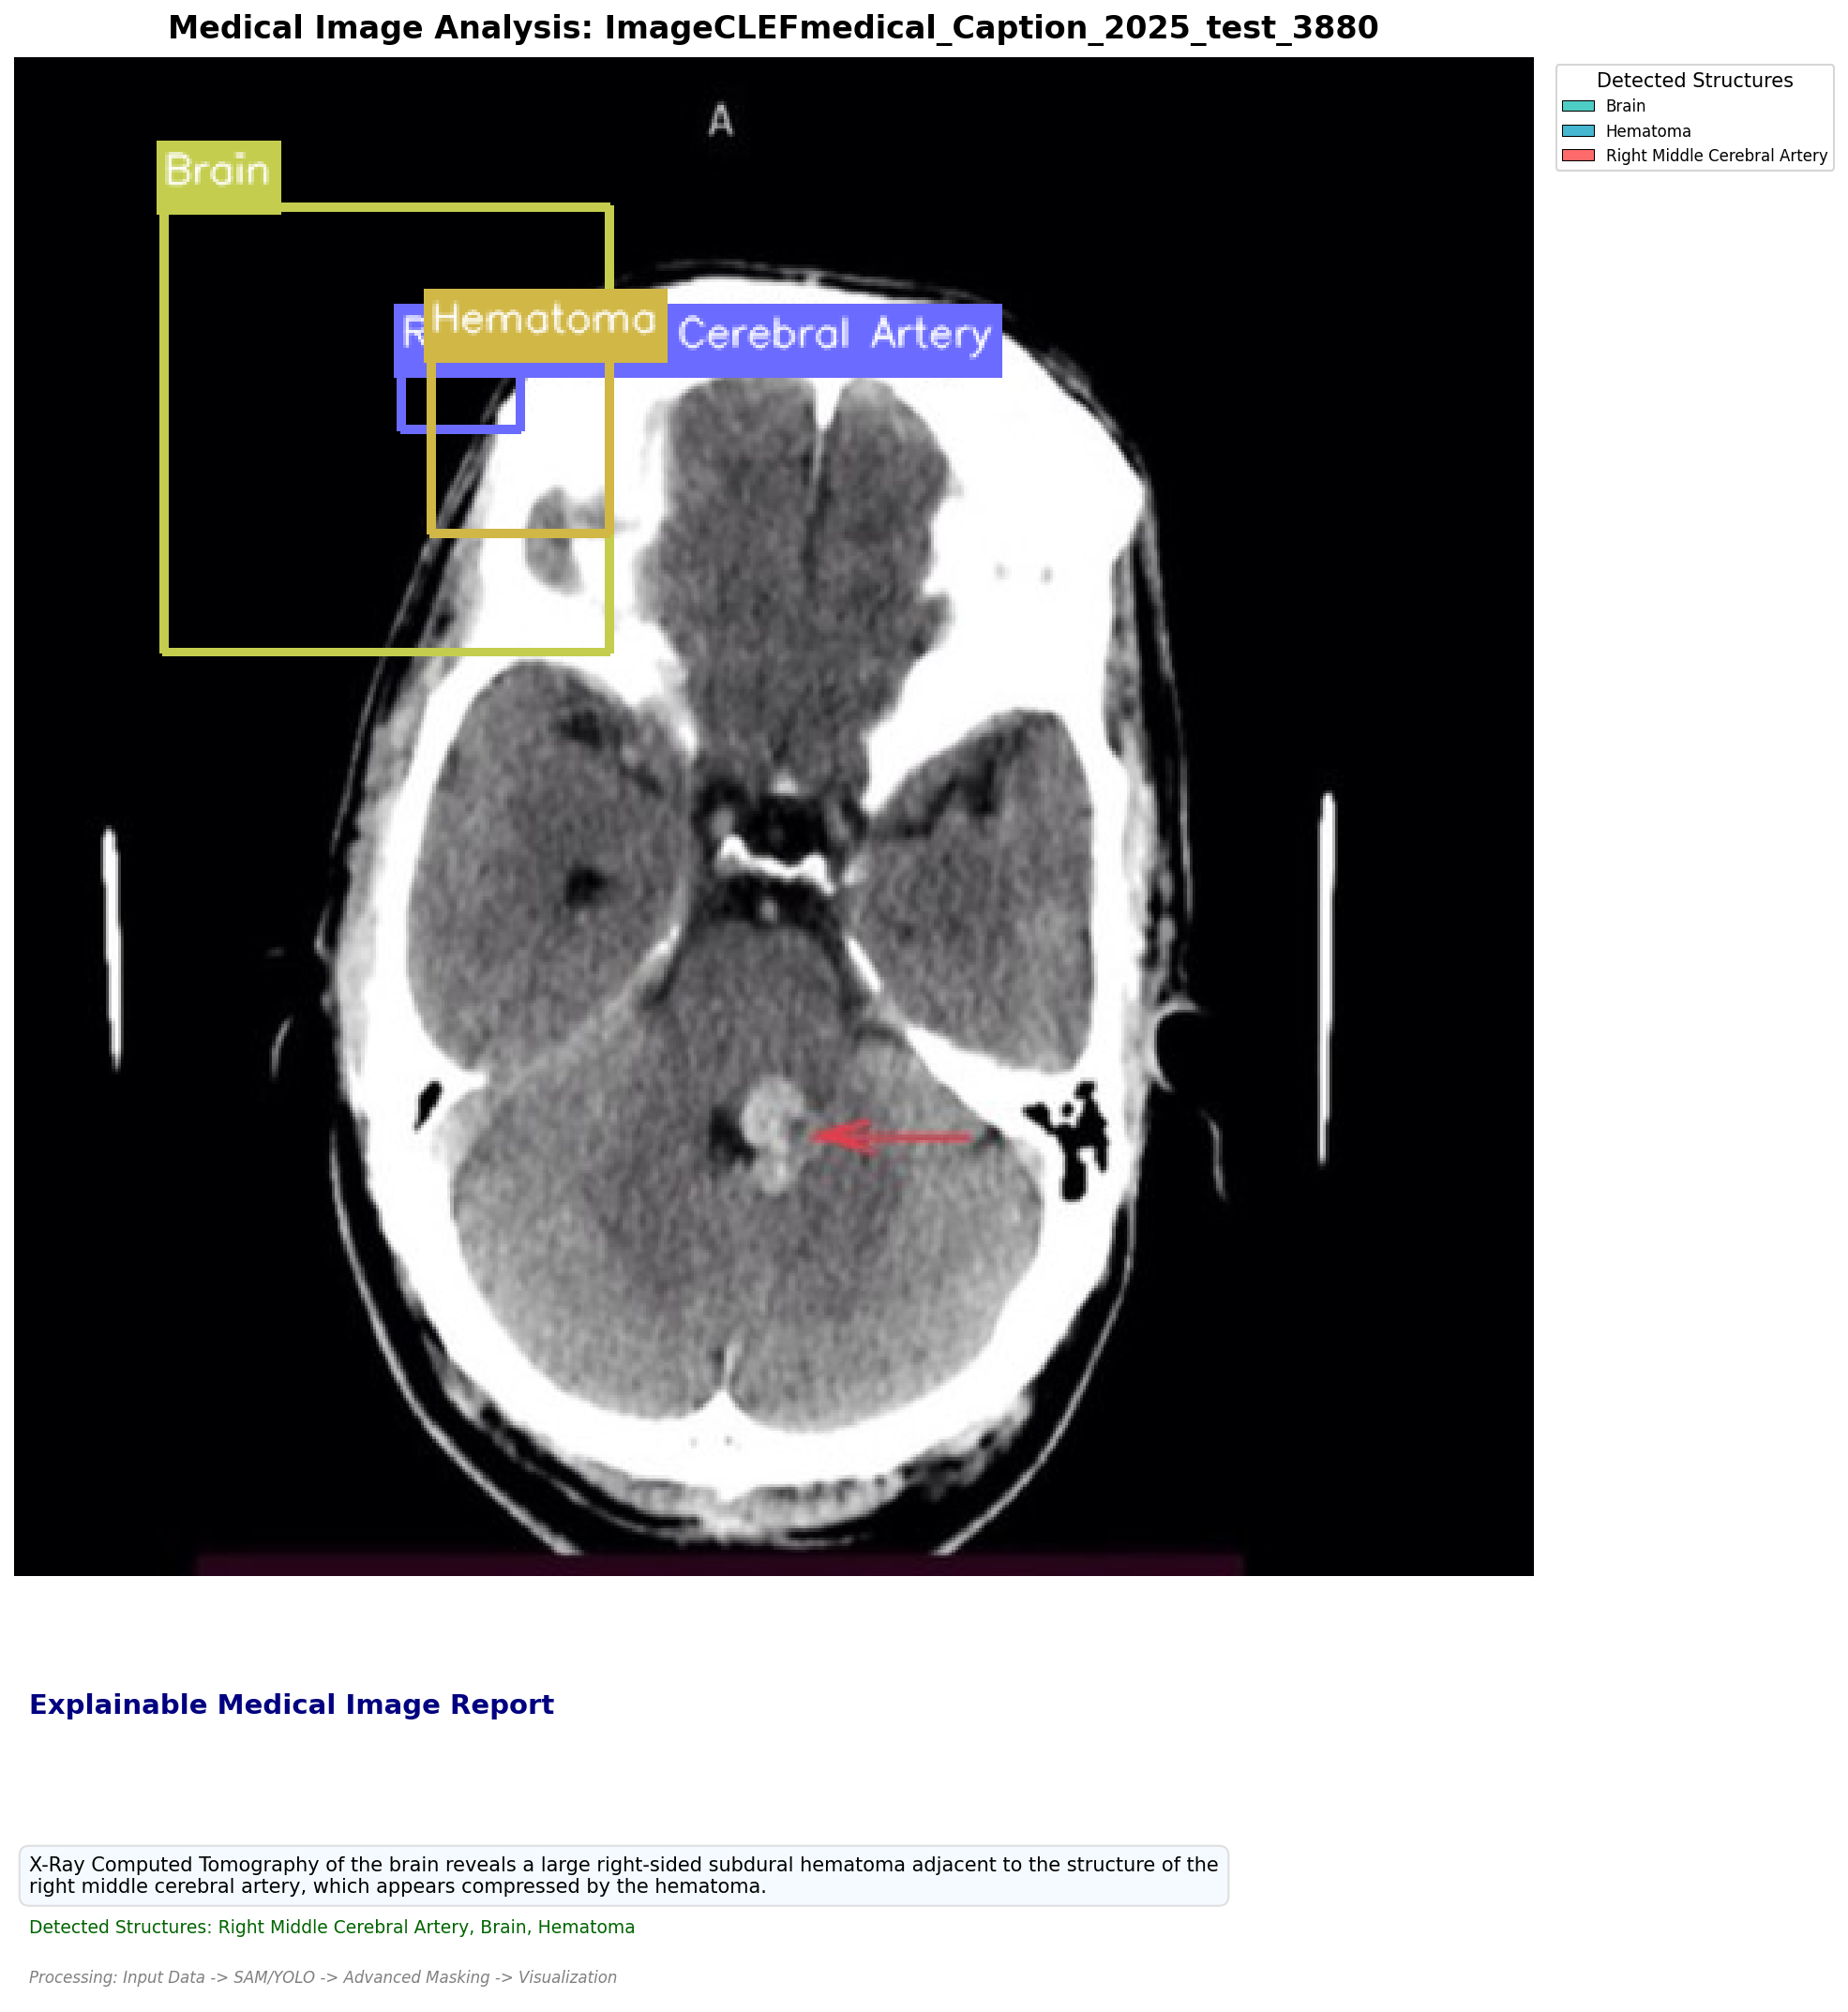 Medical Image Analysis: ImageCLEFmedical_Caption_2025_test_3880
A
Detected Structures
Brain
Hematoma
Right Middle Cerebral Artery
Brain
Hematoma
R Cerebral Artery
Explainable Medical Image Report
X-Ray Computed Tomography of the brain reveals a large right-sided subdural hematoma adjacent to the structure of the
right middle cerebral artery, which appears compressed by the hematoma.
Detected Structures: Right Middle Cerebral Artery, Brain, Hematoma
Processing: Input Data -> SAM/YOLO -> Advanced Masking -> Visualization